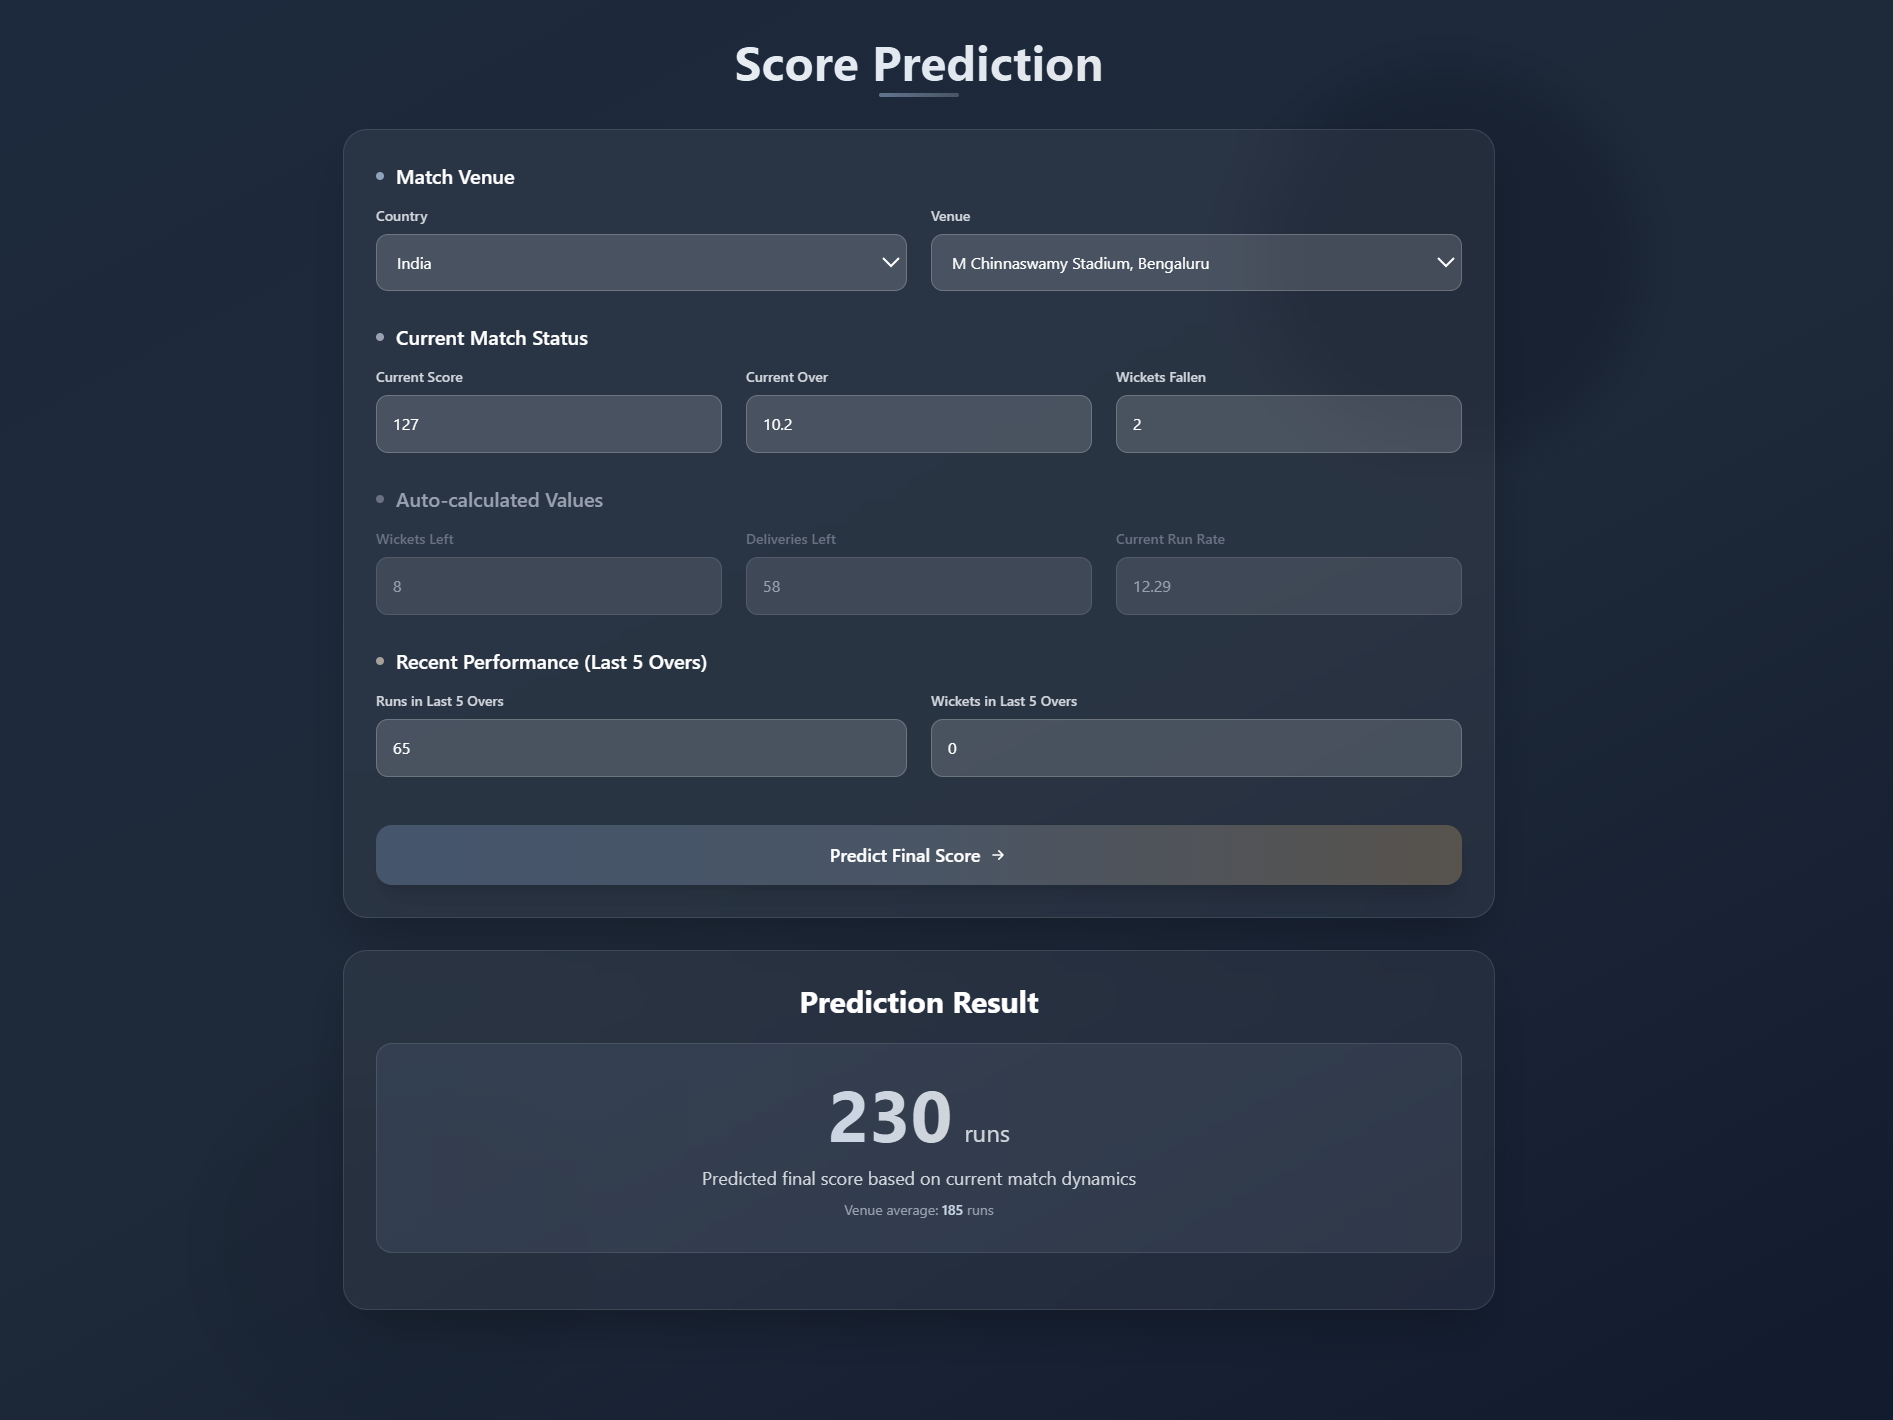 Score Prediction
Match Venue
Country
Venue
India
M Chinnaswamy Stadium, Bengaluru
Current Match Status
Current Score
Current Over
Wickets Fallen
127
10.2
2
Auto-calculated Values
Wickets Left
Deliveries Left
Current Run Rate
8
58
12.29
Recent Performance (Last 5 Overs)
Runs in Last 5 Overs
Wickets in Last 5 Overs
65
0
Predict Final Score →
Prediction Result
230 runs
Predicted final score based on current match dynamics
Venue average: 185 runs